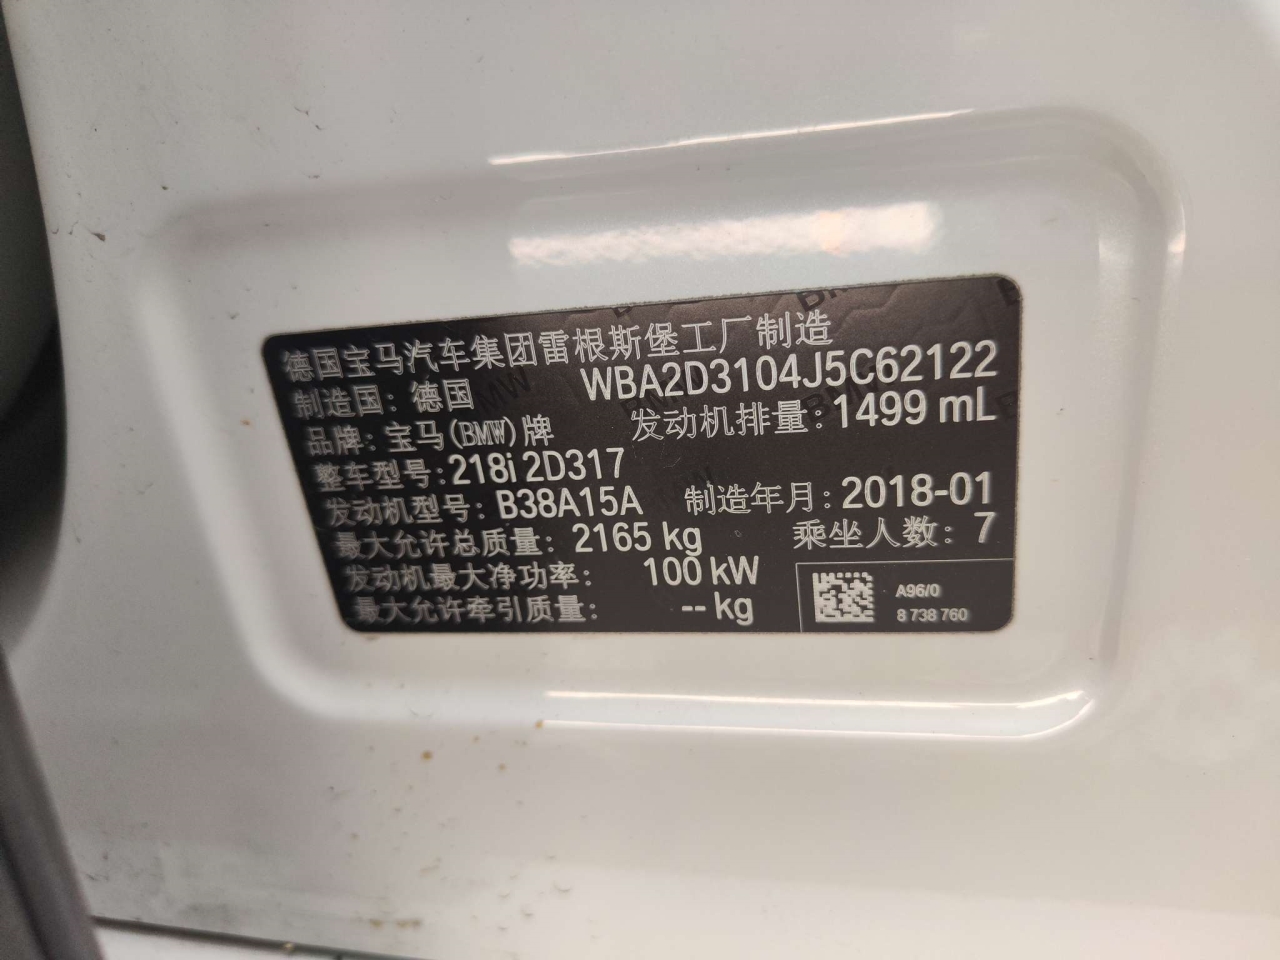 德国宝马汽车集团雷根斯堡工厂制造
制造国：德国 WBA2D3104J5C62122
品牌：宝马(BMW)牌 发动机排量：1499 mL
整车型号：218i 2D317
发动机型号：B38A15A 制造年月：2018-01
最大允许总质量：2165 kg 乘坐人数：7
发动机最大净功率：100 kW
最大允许牵引质量：-- kg
A96/0
8 738 760